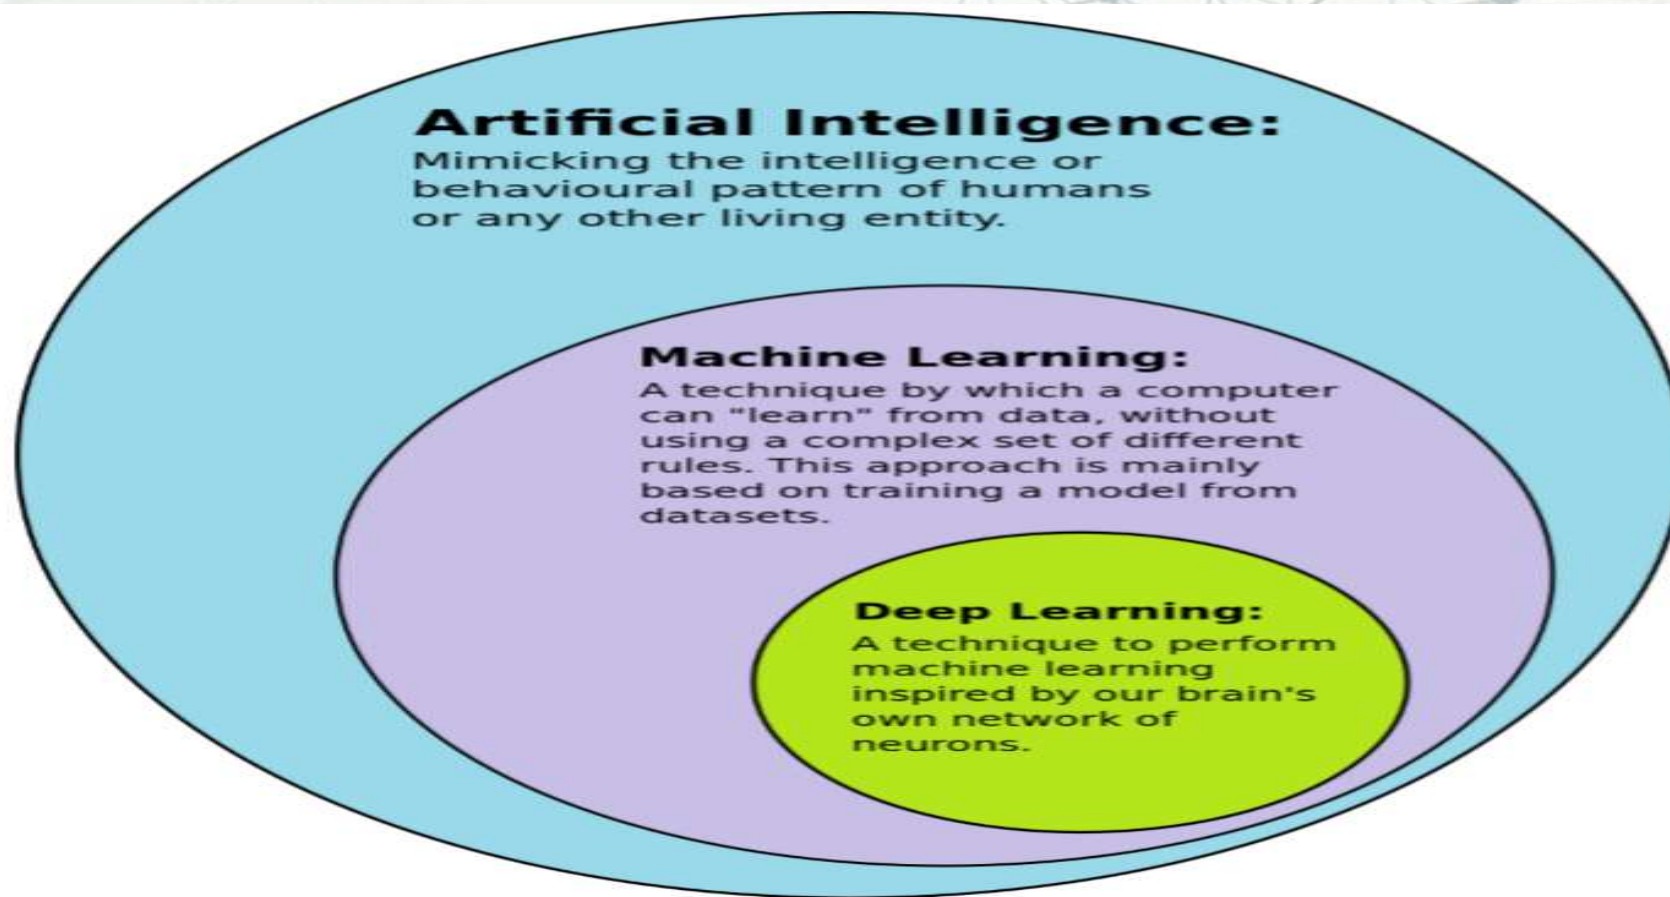 Artificial Intelligence:
Mimicking the intelligence or
behavioural pattern of humans
or any other living entity.
Machine Learning:
A technique by which a computer
can "learn" from data, without
using a complex set of different
rules. This approach is mainly
based on training a model from
datasets.
Deep Learning:
A technique to perform
machine learning
inspired by our brain's
own network of
neurons.